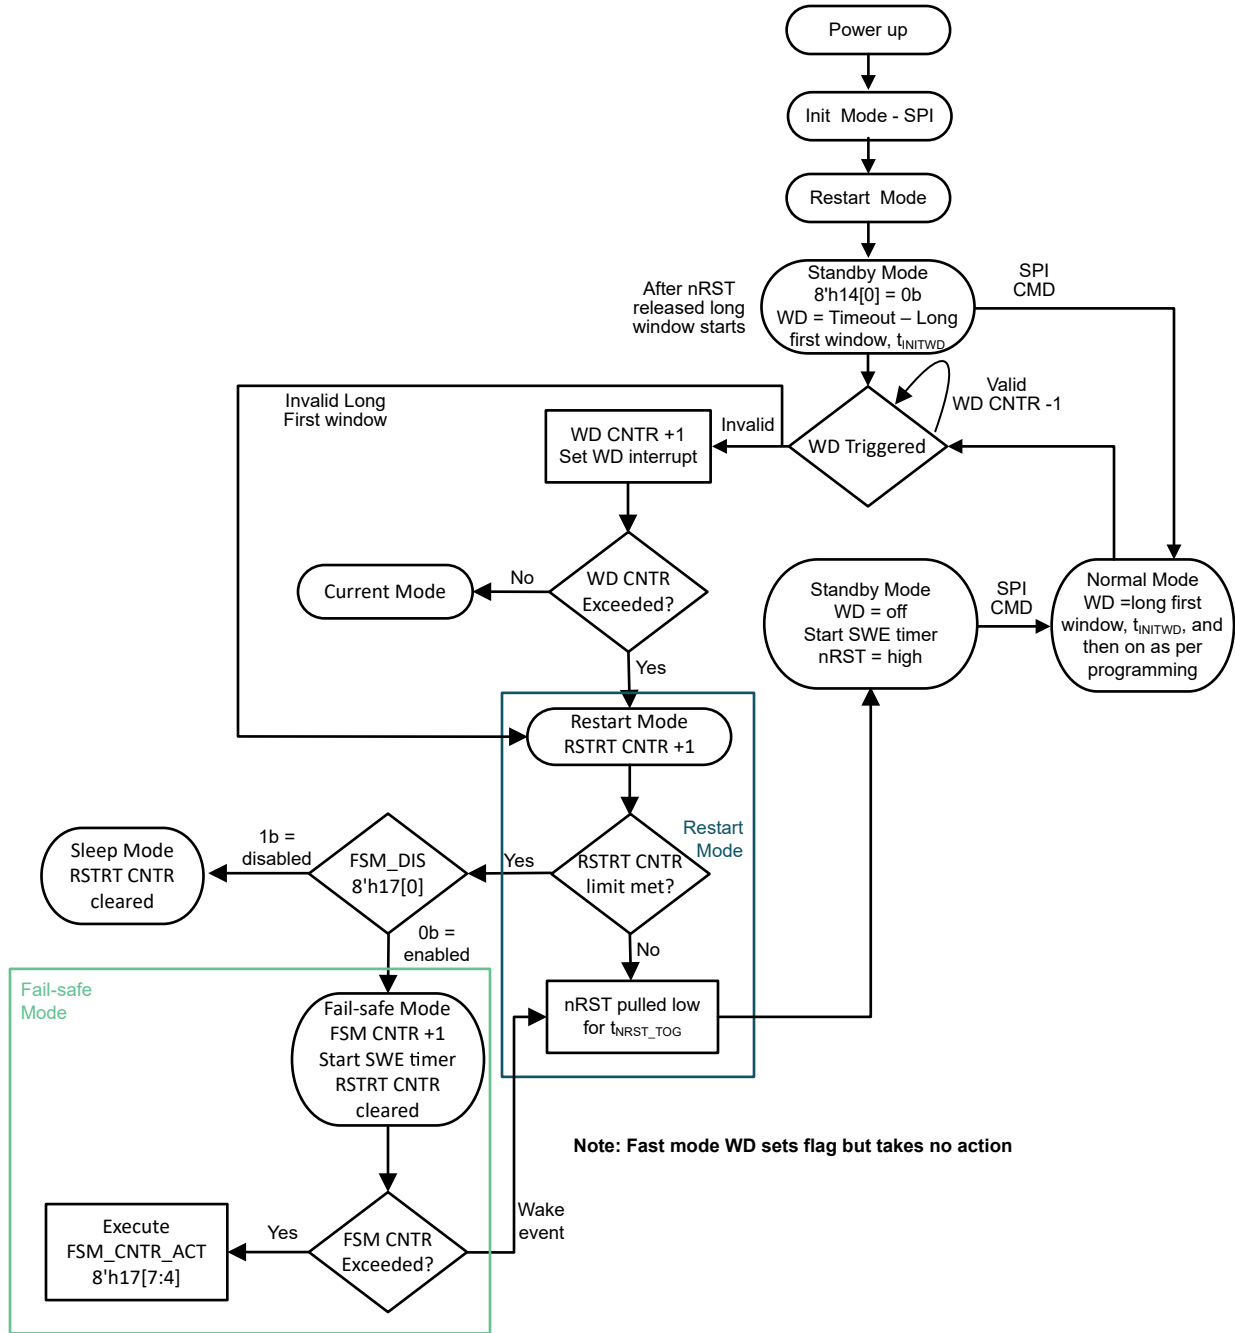 Power up
Init  Mode - SPI
Restart  Mode
After nRST
released long
window starts
Standby Mode
8'h14[0] = 0b
WD = Timeout – Long
first window, tINITWD
SPI
CMD
Invalid Long
First window
Valid
WD CNTR -1
Invalid
WD CNTR +1
Set WD interrupt
WD Triggered
Current Mode
No
WD CNTR
Exceeded?
Standby Mode
WD = off
Start SWE timer
nRST = high
SPI
CMD
Normal Mode
WD =long first
window, tINITWD, and
then on as per
programming
Yes
Restart Mode
RSTRT CNTR +1
Restart
Mode
Sleep Mode
RSTRT CNTR
cleared
1b =
disabled
FSM_DIS
8'h17[0]
Yes
RSTRT CNTR
limit met?
0b =
enabled
No
Fail-safe
Mode
Fail-safe Mode
FSM CNTR +1
Start SWE timer
RSTRT CNTR
cleared
nRST pulled low
for tNRST_TOG
Note: Fast mode WD sets flag but takes no action
Execute
FSM_CNTR_ACT
8'h17[7:4]
Yes
FSM CNTR
Exceeded?
Wake
event